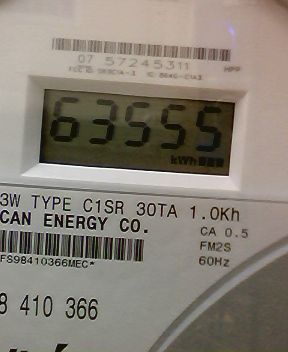 07 57245311
HPP
63555
kWh
3W TYPE C1SR 30TA 1.0Kh
CAN ENERGY CO.
CA 0.5
FM2S
FS98410366MEC*
60Hz
8 410 366